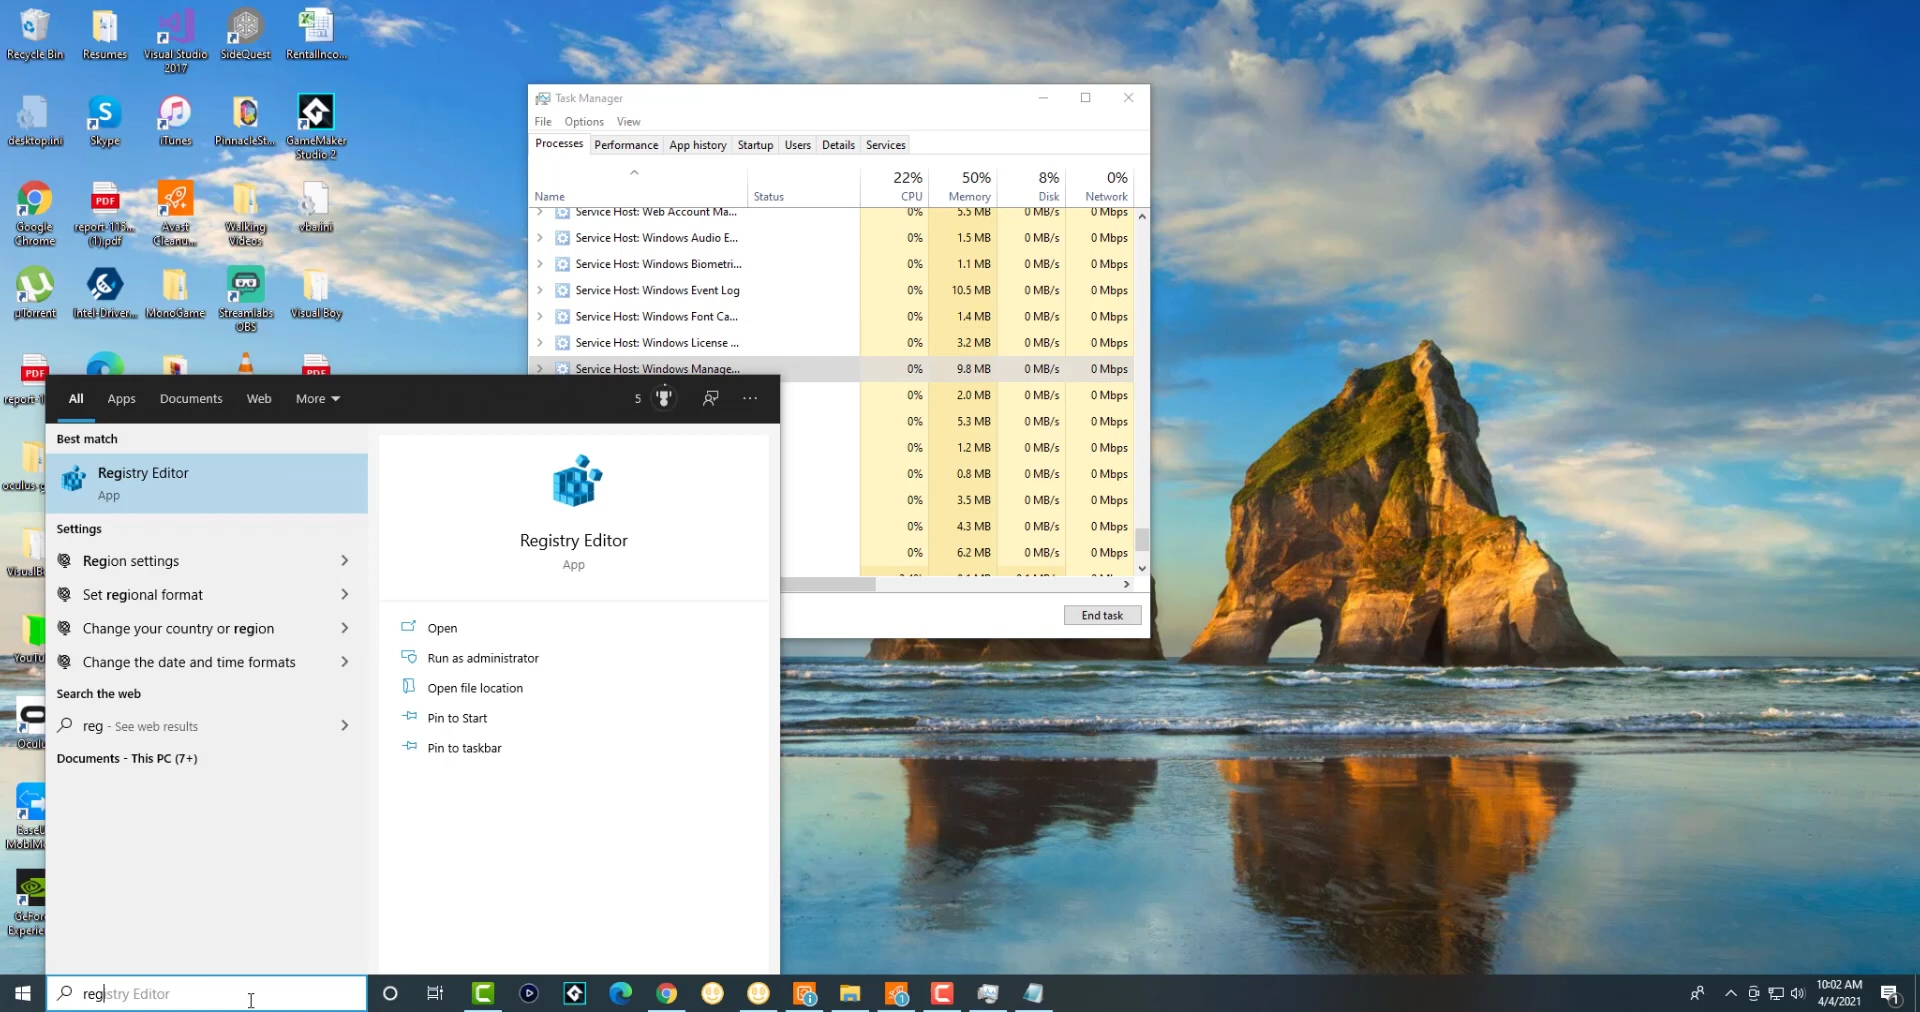 Recycle Bin
Resumes
Visual Studio
2017
SideQuest
RentalInco...
desktop.ini
Skype
iTunes
PinnacleSt...
GameMaker
Studio 2
Google
Chrome
report-115...
(1).pdf
Avast
Cleanu...
Walking
Videos
vba.ini
µTorrent
Intel-Driver...
MonoGame
Streamlabs
OBS
Visual Boy
PDF
PDF
PDF
Task Manager
File
Options
View
Processes
Performance
App history
Startup
Users
Details
Services
22%
50%
8%
0%
Name
Status
CPU
Memory
Disk
Network
Service Host: Web Account Ma... 0% 5.5 MB 0 MB/s 0 Mbps
Service Host: Windows Audio E... 0% 1.5 MB 0 MB/s 0 Mbps
Service Host: Windows Biometri... 0% 1.1 MB 0 MB/s 0 Mbps
Service Host: Windows Event Log 0% 10.5 MB 0 MB/s 0 Mbps
Service Host: Windows Font Ca... 0% 1.4 MB 0 MB/s 0 Mbps
Service Host: Windows License ... 0% 3.2 MB 0 MB/s 0 Mbps
Service Host: Windows Manage... 0% 9.8 MB 0 MB/s 0 Mbps
0% 2.0 MB 0 MB/s 0 Mbps
0% 5.3 MB 0 MB/s 0 Mbps
0% 1.2 MB 0 MB/s 0 Mbps
0% 0.8 MB 0 MB/s 0 Mbps
0% 3.5 MB 0 MB/s 0 Mbps
0% 4.3 MB 0 MB/s 0 Mbps
0% 6.2 MB 0 MB/s 0 Mbps
End task
All
Apps
Documents
Web
More
5
Best match
Registry Editor
App
Settings
Region settings
Set regional format
Change your country or region
Change the date and time formats
Search the web
reg - See web results
Documents - This PC (7+)
Registry Editor
App
Open
Run as administrator
Open file location
Pin to Start
Pin to taskbar
registry Editor
10:02 AM
4/4/2021
1
1